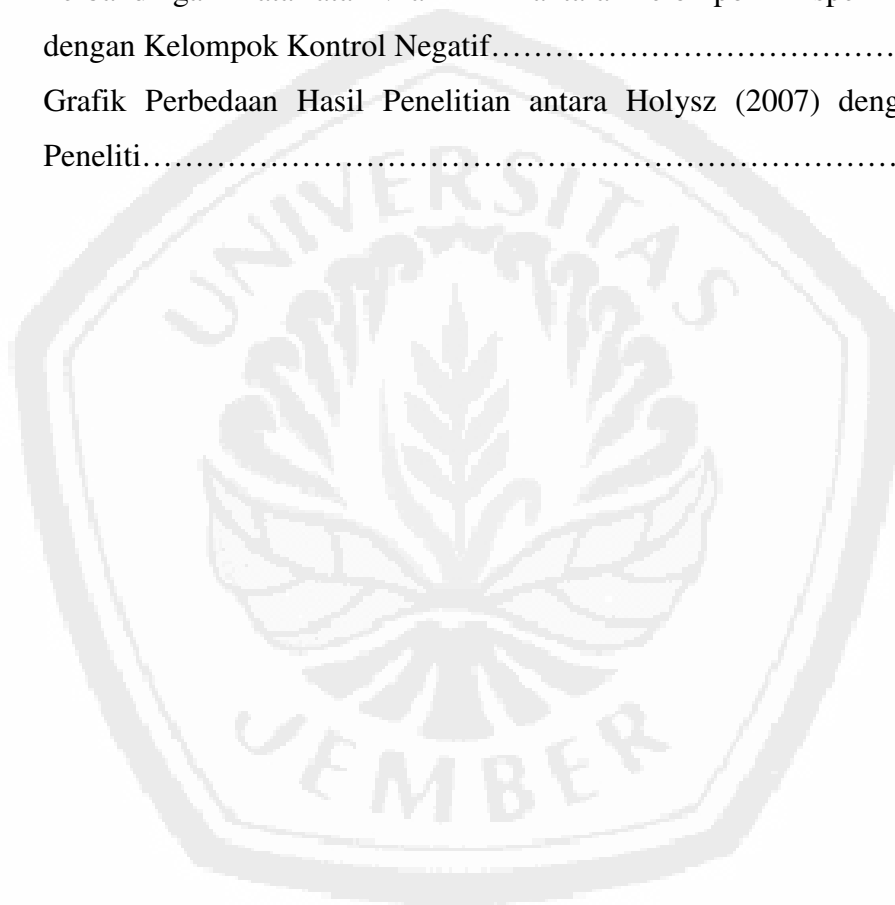 dengan Kelompok Kontrol Negatif……………………………………
Grafik Perbedaan Hasil Penelitian antara Holysz (2007) deng
Peneliti……………………………………………………………………
UNIVERSITAS
JEMBER